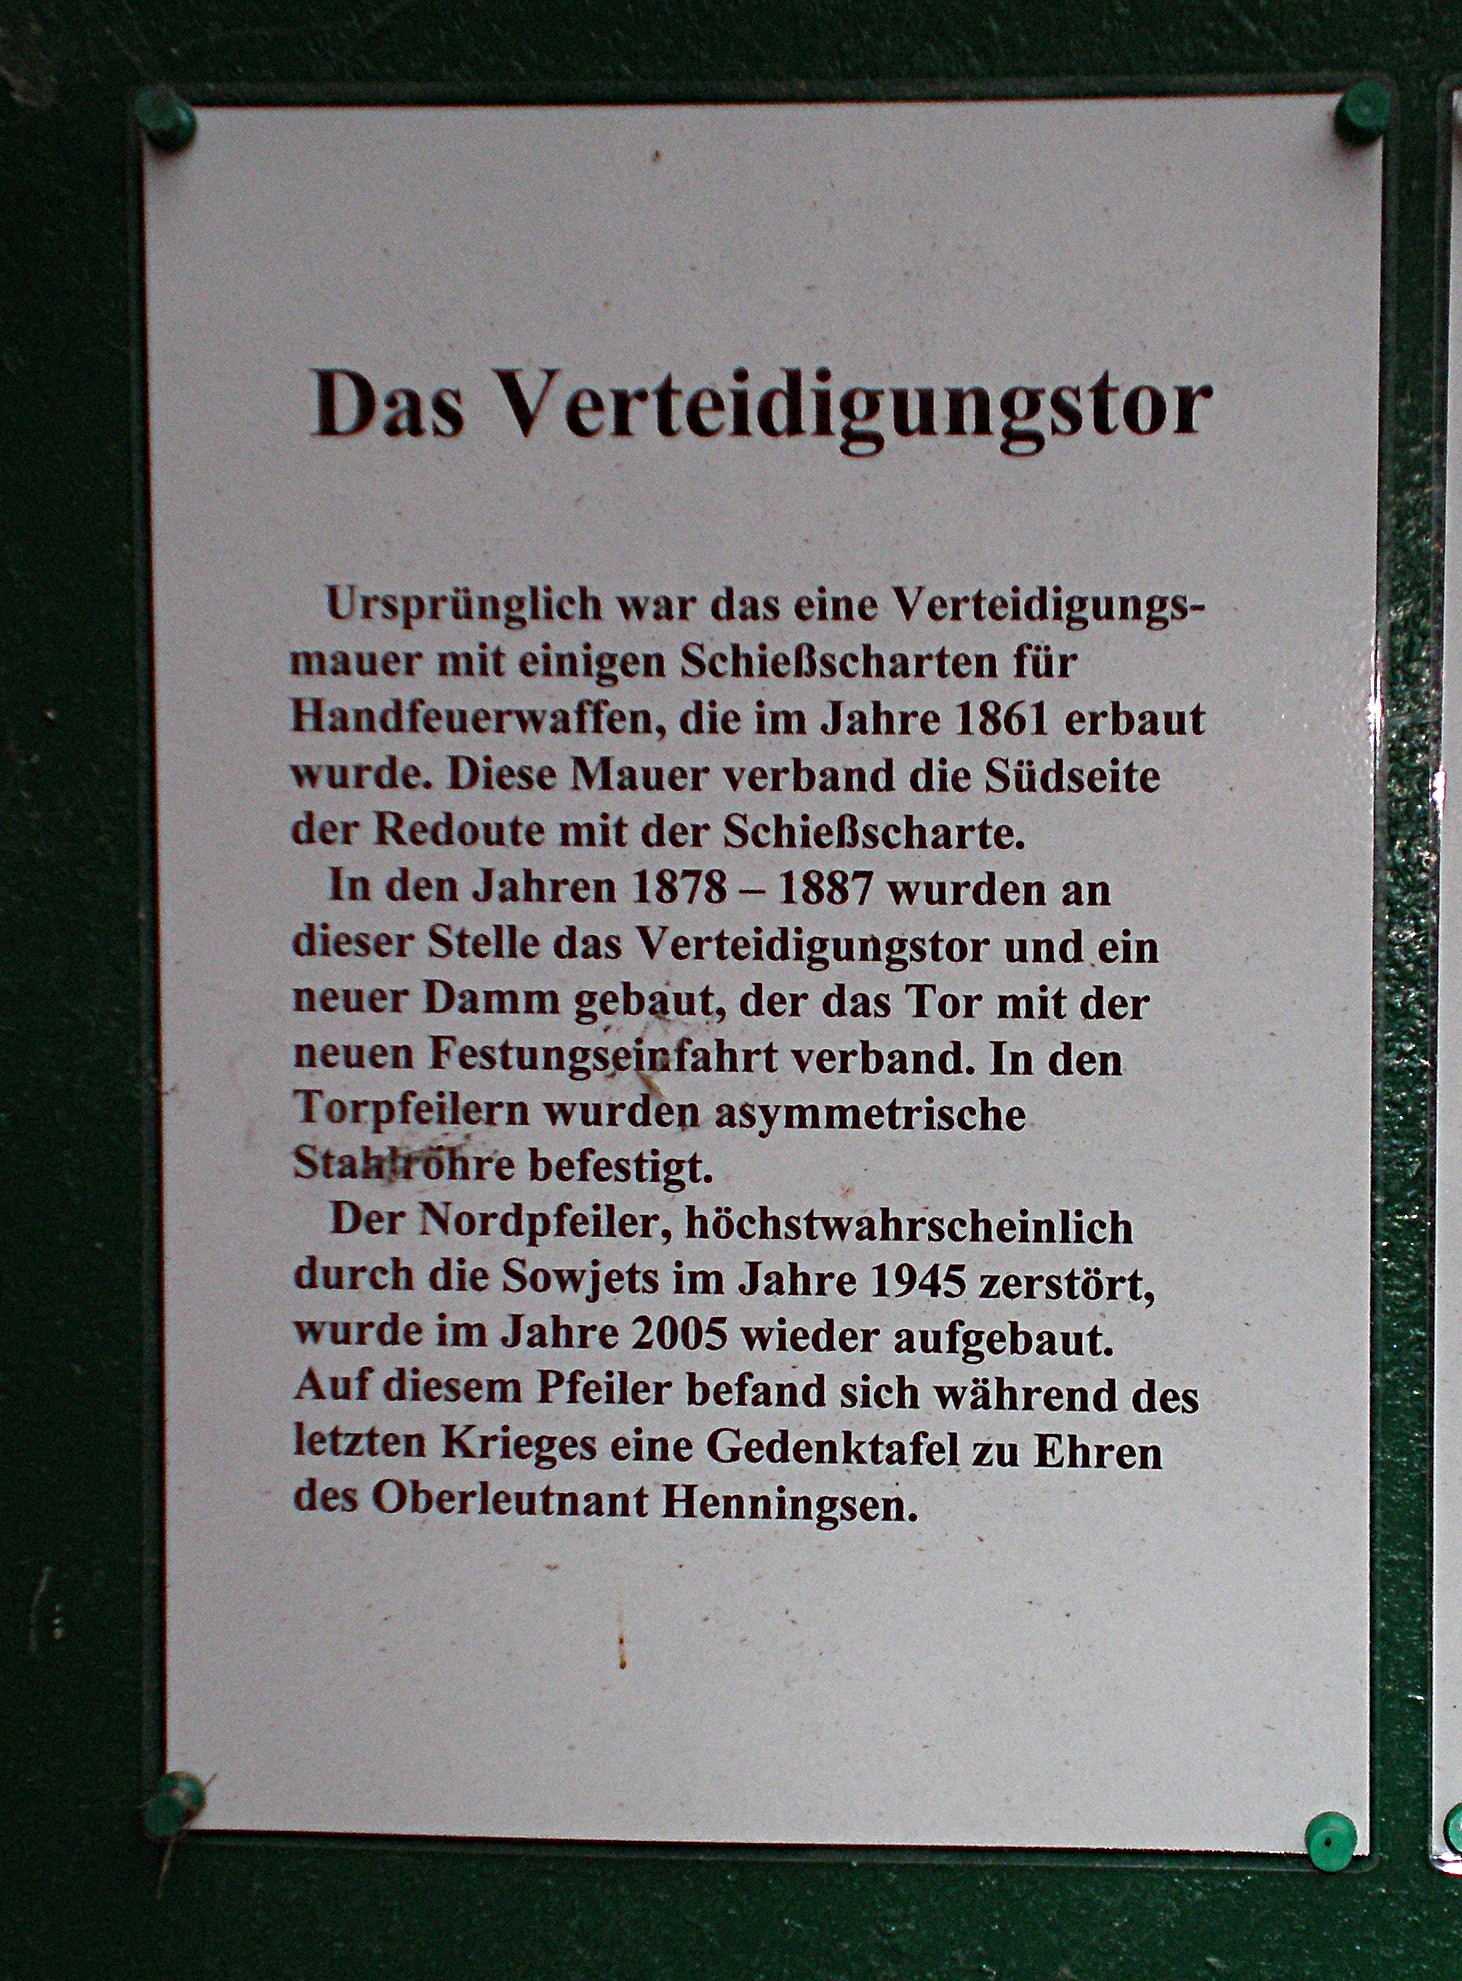 Das Verteidigungstor
Ursprünglich war das eine Verteidigungs-
mauer mit einigen Schießscharten für
Handfeuerwaffen, die im Jahre 1861 erbaut
wurde. Diese Mauer verband die Südseite
der Redoute mit der Schießscharte.
In den Jahren 1878 – 1887 wurden an
dieser Stelle das Verteidigungstor und ein
neuer Damm gebaut, der das Tor mit der
neuen Festungseinfahrt verband. In den
Torpfeilern wurden asymmetrische
Stahlröhre befestigt.
Der Nordpfeiler, höchstwahrscheinlich
durch die Sowjets im Jahre 1945 zerstört,
wurde im Jahre 2005 wieder aufgebaut.
Auf diesem Pfeiler befand sich während des
letzten Krieges eine Gedenktafel zu Ehren
des Oberleutnant Henningsen.